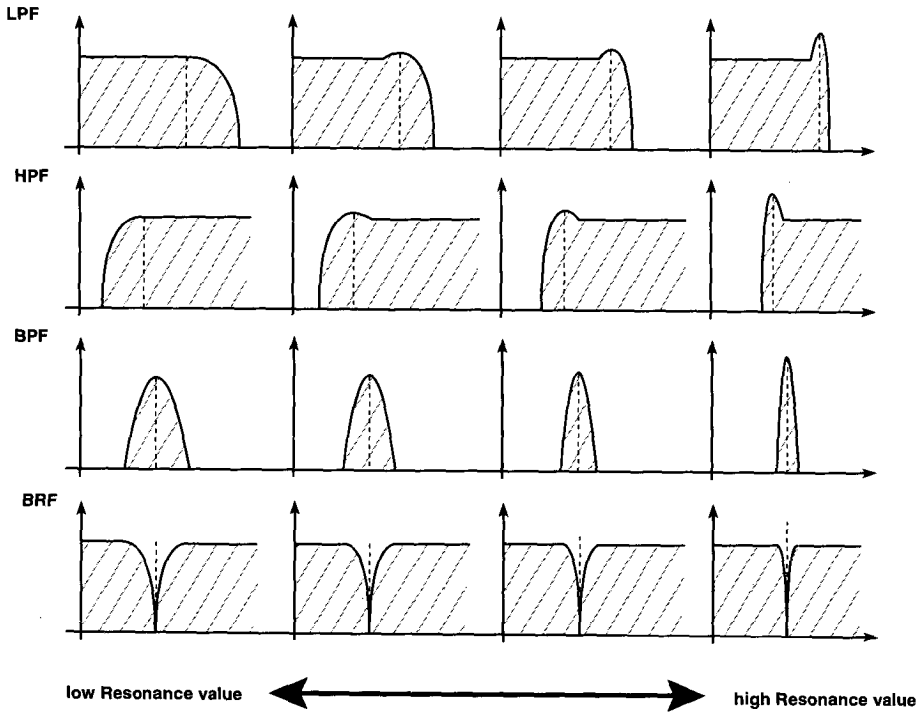 LPF
HPF
BPF
BRF
low Resonance value
high Resonance value